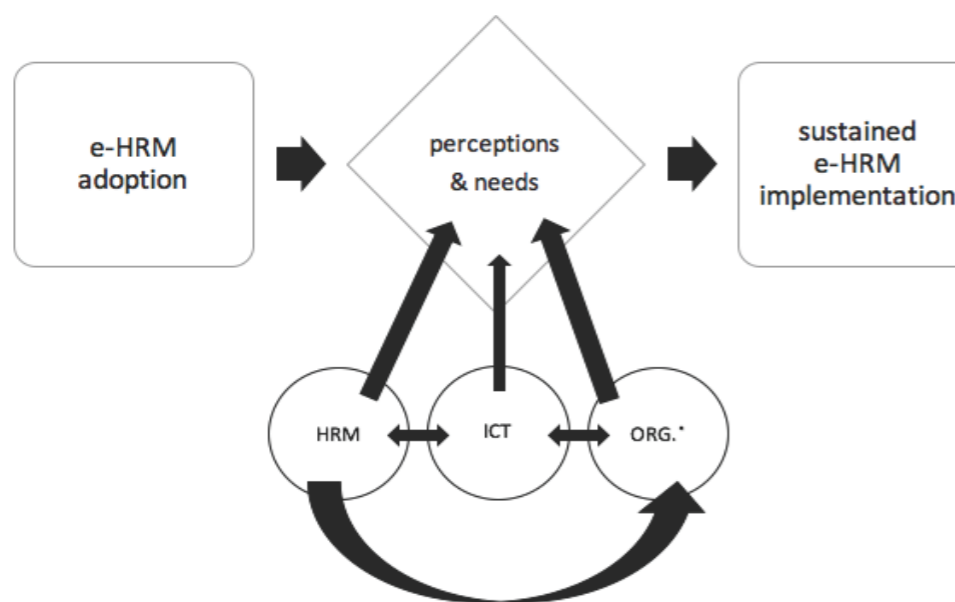 e-HRM
adoption
perceptions
& needs
sustained
e-HRM
implementation
HRM
ICT
ORG.*